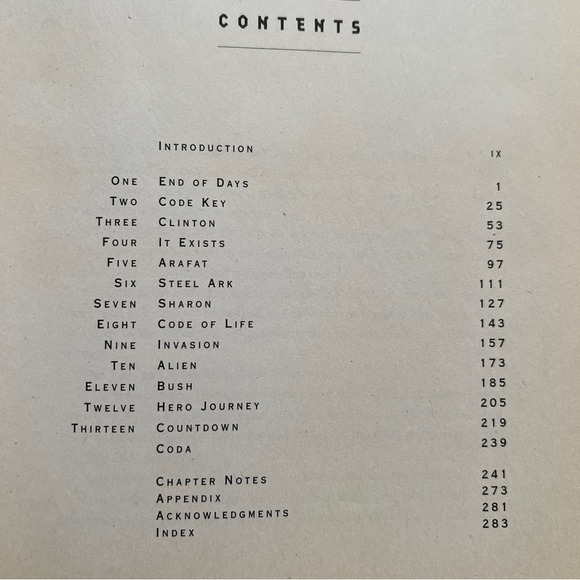 CONTENTS
INTRODUCTION IX
ONE END OF DAYS 1
TWO CODE KEY 25
THREE CLINTON 53
FOUR IT EXISTS 75
FIVE ARAFAT 97
SIX STEEL ARK 111
SEVEN SHARON 127
EIGHT CODE OF LIFE 143
NINE INVASION 157
TEN ALIEN 173
ELEVEN BUSH 185
TWELVE HERO JOURNEY 205
THIRTEEN COUNTDOWN 219
CODA 239
CHAPTER NOTES 241
APPENDIX 273
ACKNOWLEDGMENTS 281
INDEX 283